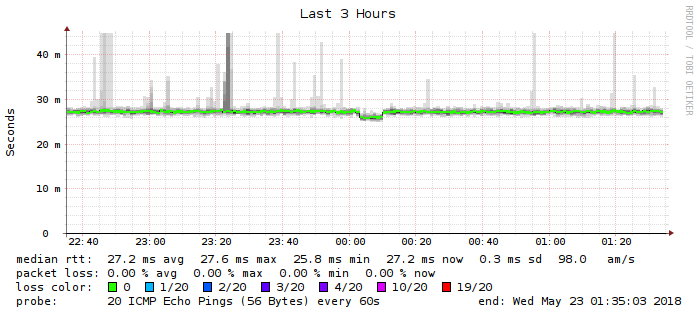 Last 3 Hours
RRDTOOL / TOBI OETIKER
Seconds
40 m
30 m
20 m
10 m
0
22:40 23:00 23:20 23:40 00:00 00:20 00:40 01:00 01:20
median rtt: 27.2 ms avg 27.6 ms max 25.8 ms min 27.2 ms now 0.3 ms sd 98.0 am/s
packet loss: 0.00 % avg 0.00 % max 0.00 % min 0.00 % now
loss color: 0 1/20 2/20 3/20 4/20 10/20 19/20
probe: 20 ICMP Echo Pings (56 Bytes) every 60s end: Wed May 23 01:35:03 2018